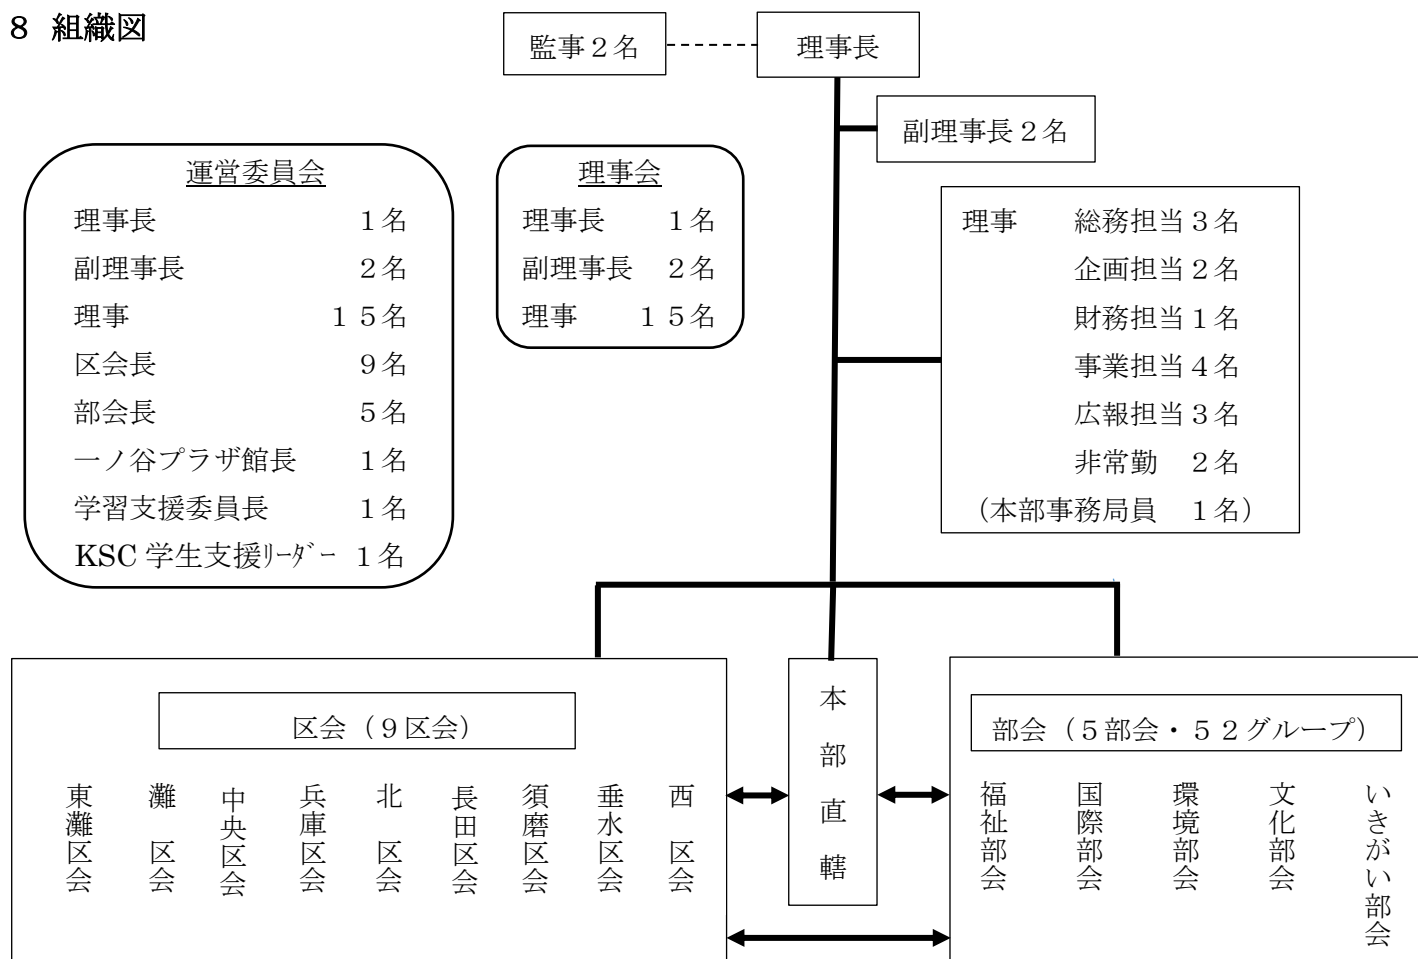 8 組織図
監事２名
理事長
副理事長２名
運営委員会
理事長 １名
副理事長 ２名
理事 １５名
区会長 ９名
部会長 ５名
一ノ谷プラザ館長 １名
学習支援委員長 １名
KSC 学生支援ﾘｰﾀﾞｰ １名
理事会
理事長 １名
副理事長 ２名
理事 １５名
理事 総務担当３名
企画担当２名
財務担当１名
事業担当４名
広報担当３名
非常勤 ２名
（本部事務局員 １名）
区会（９区会）
東灘区会
灘 区会
中央区会
兵庫区会
北 区会
長田区会
須磨区会
垂水区会
西 区会
本部直轄
部会（５部会・５２グループ）
福祉部会
国際部会
環境部会
文化部会
いきがい部会